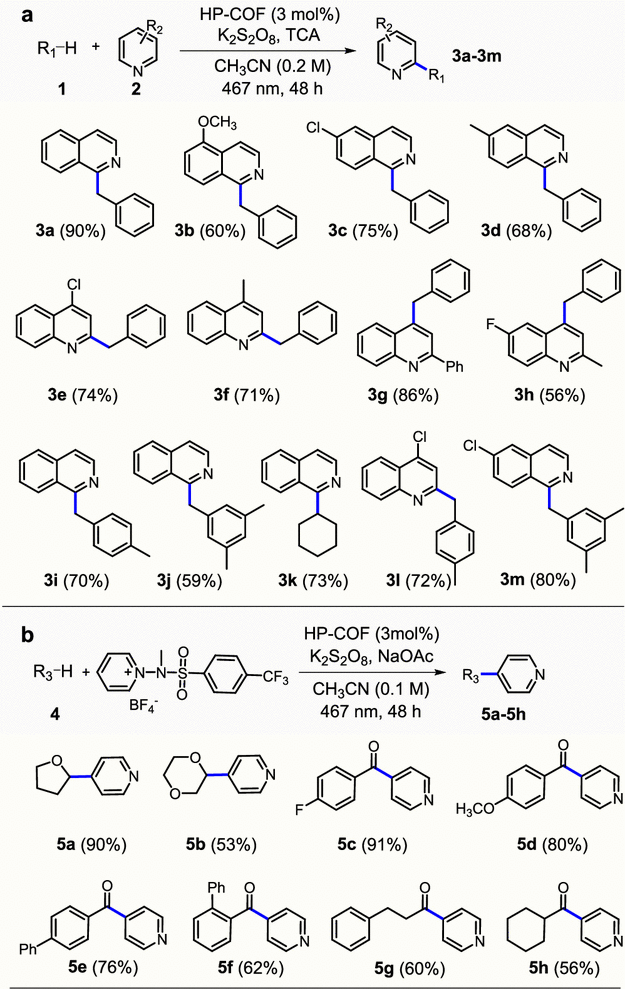 a
R1–H + R2 N HP-COF (3 mol%) R2
K2S2O8, TCA 3a-3m
CH3CN (0.2 M) N R1
1 2 467 nm, 48 h
OCH3 Cl
N N N N
3a (90%) 3b (60%) 3c (75%) 3d (68%)
Cl F
N N N Ph N
3e (74%) 3f (71%) 3g (86%) 3h (56%)
Cl Cl
N N N N N
3i (70%) 3j (59%) 3k (73%) 3l (72%) 3m (80%)
b
HP-COF (3mol%)
R3–H + N+ N S O O CF3 K2S2O8, NaOAc R3 N
BF4- CH3CN (0.1 M)
4 467 nm, 48 h 5a-5h
O N O O N O F N O H3CO N
5a (90%) 5b (53%) 5c (91%) 5d (80%)
O Ph N Ph O N O N O N
5e (76%) 5f (62%) 5g (60%) 5h (56%)